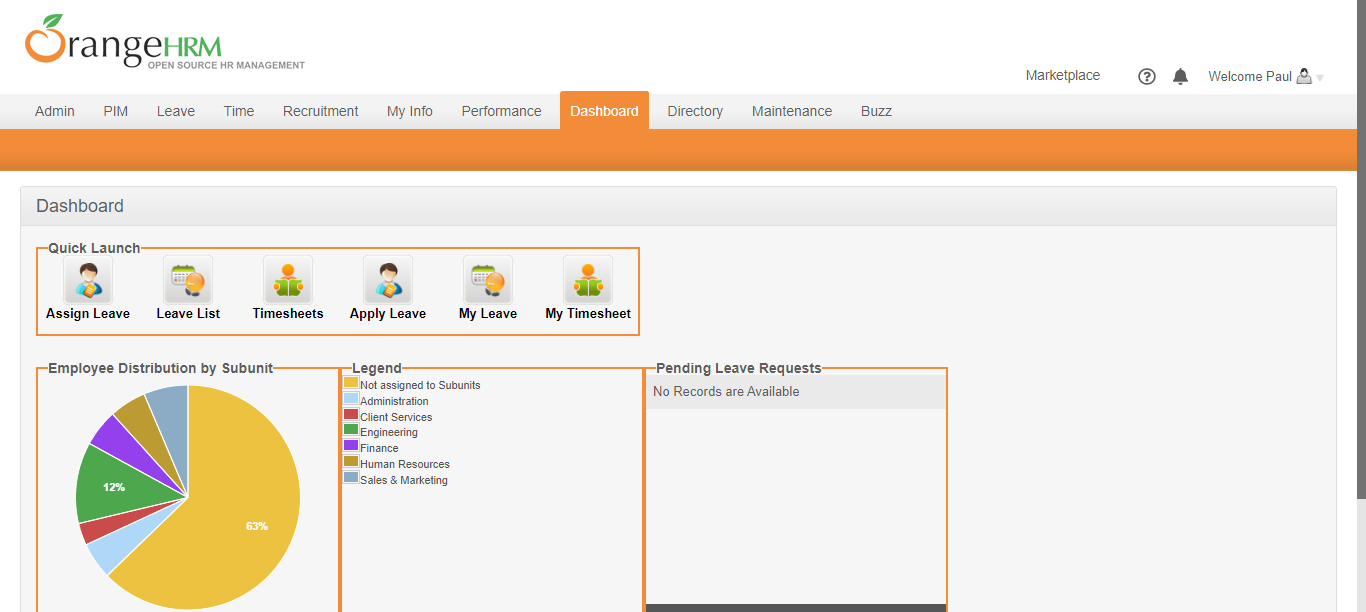 OrangeHRM
OPEN SOURCE HR MANAGEMENT
Marketplace ? Welcome Paul
Admin PIM Leave Time Recruitment My Info Performance Dashboard Directory Maintenance Buzz
Dashboard
Quick Launch
Assign Leave Leave List Timesheets Apply Leave My Leave My Timesheet
Employee Distribution by Subunit
12%
63%
Legend
Not assigned to Subunits
Administration
Client Services
Engineering
Finance
Human Resources
Sales & Marketing
Pending Leave Requests
No Records are Available